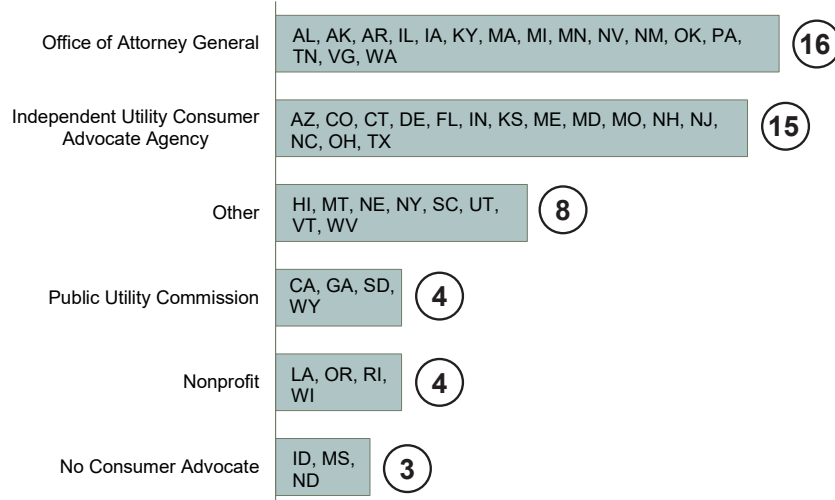 Office of Attorney General
AL, AK, AR, IL, IA, KY, MA, MI, MN, NV, NM, OK, PA,
TN, VG, WA
16
Independent Utility Consumer
Advocate Agency
AZ, CO, CT, DE, FL, IN, KS, ME, MD, MO, NH, NJ,
NC, OH, TX
15
Other
HI, MT, NE, NY, SC, UT,
VT, WV
8
Public Utility Commission
CA, GA, SD,
WY
4
Nonprofit
LA, OR, RI,
WI
4
No Consumer Advocate
ID, MS,
ND
3